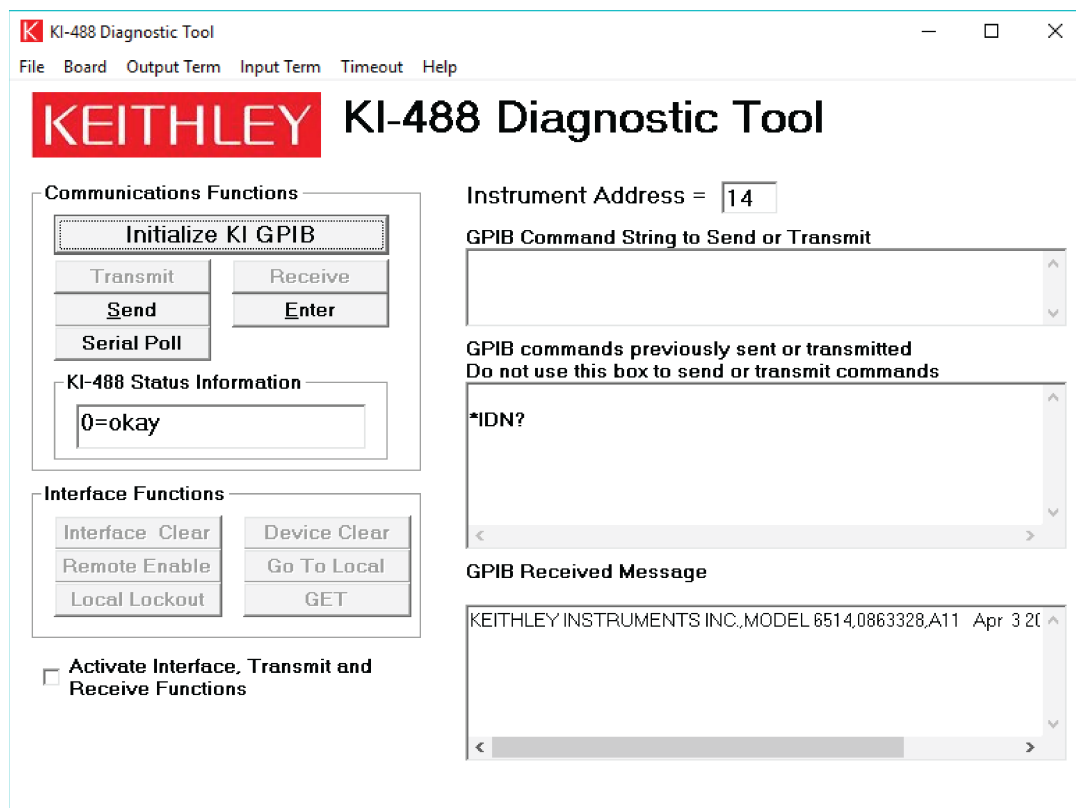 KI-488 Diagnostic Tool
File Board Output Term Input Term Timeout Help
KEITHLEY KI-488 Diagnostic Tool
Communications Functions
Initialize KI GPIB
Transmit Receive
Send Enter
Serial Poll
KI-488 Status Information
0=okay
Interface Functions
Interface Clear Device Clear
Remote Enable Go To Local
Local Lockout GET
Activate Interface, Transmit and
Receive Functions
Instrument Address = 14
GPIB Command String to Send or Transmit
GPIB commands previously sent or transmitted
Do not use this box to send or transmit commands
*IDN?
GPIB Received Message
KEITHLEY INSTRUMENTS INC.,MODEL 6514,0863328,A11 Apr 3